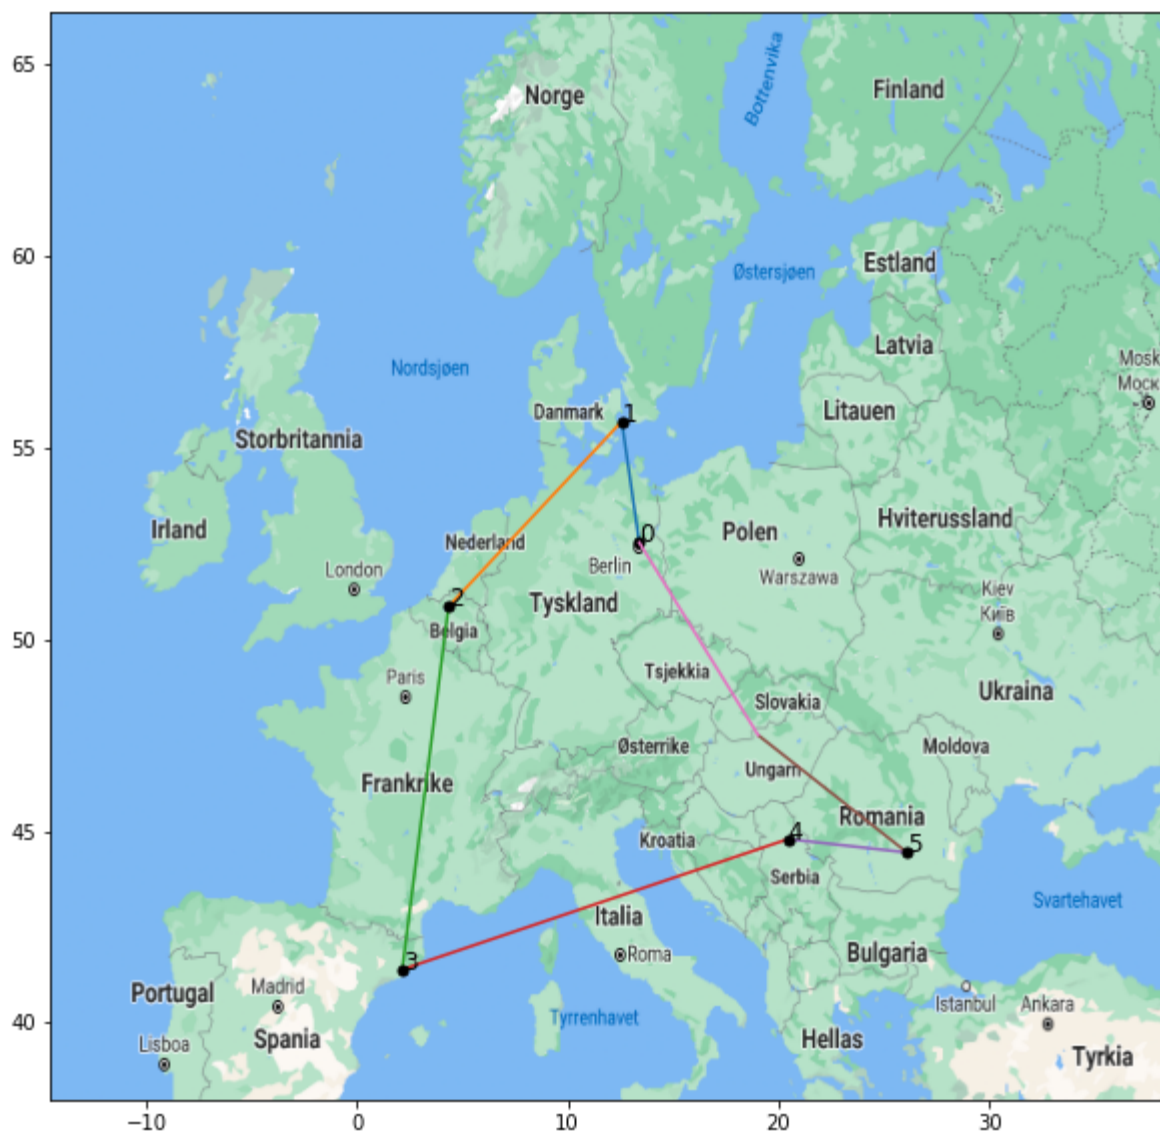 65
60
55
50
45
40
−10
0
10
20
30
Norge
Bottenvika
Finland
Østersjøen
Estland
Latvia
Litauen
Nordsjøen
Danmark
1
Storbritannia
Irland
London
Nederland
0
Berlin
Polen
Warszawa
Hviterussland
Mosk
Моск
Kiev
Київ
2
Belgia
Tyskland
Paris
Tsjekkia
Slovakia
Ukraina
Østerrike
Ungarn
Moldova
Frankrike
Romania
Kroatia
4
5
Serbia
Svartehavet
Italia
Roma
3
Bulgaria
Portugal
Madrid
Lisboa
Spania
Tyrrenhavet
Hellas
Istanbul
Ankara
Tyrkia